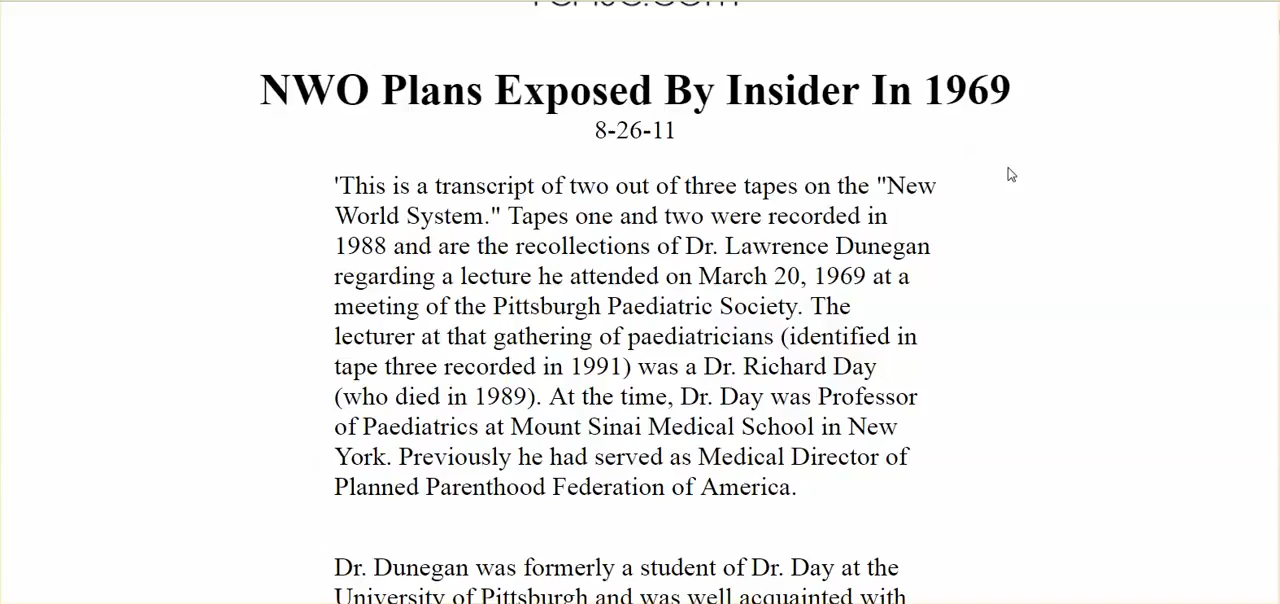 NWO Plans Exposed By Insider In 1969
8-26-11
'This is a transcript of two out of three tapes on the "New
World System." Tapes one and two were recorded in
1988 and are the recollections of Dr. Lawrence Dunegan
regarding a lecture he attended on March 20, 1969 at a
meeting of the Pittsburgh Paediatric Society. The
lecturer at that gathering of paediatricians (identified in
tape three recorded in 1991) was a Dr. Richard Day
(who died in 1989). At the time, Dr. Day was Professor
of Paediatrics at Mount Sinai Medical School in New
York. Previously he had served as Medical Director of
Planned Parenthood Federation of America.
Dr. Dunegan was formerly a student of Dr. Day at the
University of Pittsburgh and was well acquainted with